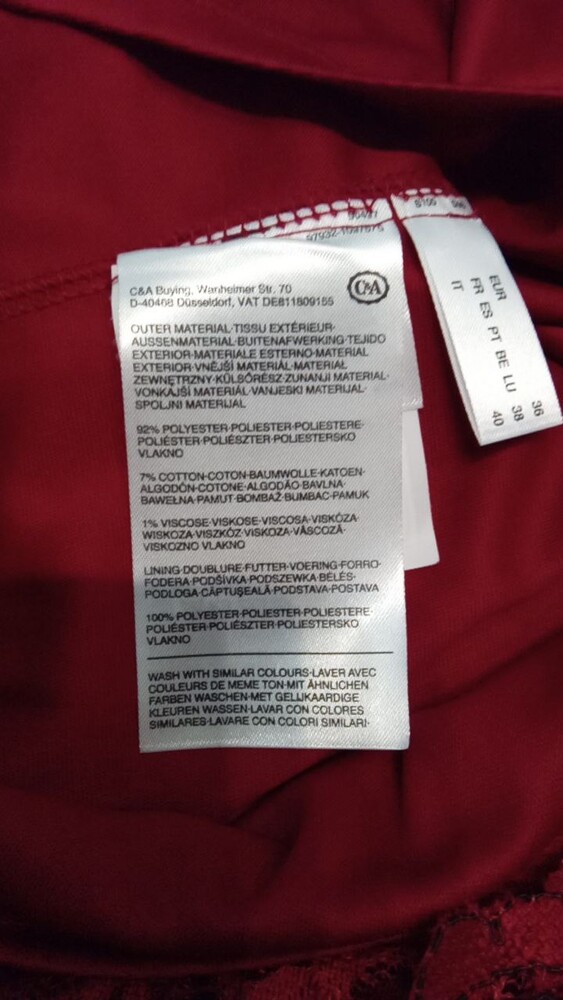 C&A Buying, Wanheimer Str. 70
D-40468 Düsseldorf, VAT DE811809155
C&A
OUTER MATERIAL·TISSU EXTÉRIEUR·
AUSSENMATERIAL·BUITENAFWERKING·TEJIDO
EXTERIOR·MATERIALE ESTERNO·MATERIAL
EXTERIOR·VNĚJŠÍ MATERIÁL·MATERIAŁ
ZEWNĘTRZNY·KÜLSŐRÉSZ·ZUNANJI MATERIAL·
VONKAJŠÍ MATERIÁL·VANJESKI MATERIJAL·
SPOLJNI MATERIJAL
92% POLYESTER·POLIESTER·POLIESTERE·
POLIÉSTER·POLIÉSZTER·POLIESTERSKO
VLAKNO
7% COTTON·COTON·BAUMWOLLE·KATOEN·
ALGODÓN·COTONE·ALGODÃO·BAVLNA·
BAWEŁNA·PAMUT·BOMBAŽ·BUMBAC·PAMUK
1% VISCOSE·VISKOSE·VISCOSA·VISKÓZA·
WISKOZA·VISZKÓZ·VISKOZA·VÂSCOZĂ·
VISKOZNO VLAKNO
LINING·DOUBLURE·FUTTER·VOERING·FORRO·
FODERA·PODŠÍVKA·PODSZEWKA·BÉLÉS·
PODLOGA·CĂPTUŞEALĂ·PODSTAVA·POSTAVA
100% POLYESTER·POLIESTER·POLIESTERE·
POLIÉSTER·POLIÉSZTER·POLIESTERSKO
VLAKNO
WASH WITH SIMILAR COLOURS·LAVER AVEC
COULEURS DE MEME TON·MIT ÄHNLICHEN
FARBEN WASCHEN·MET GELIJKAARDIGE
KLEUREN WASSEN·LAVAR CON COLORES
SIMILARES·LAVARE CON COLORI SIMILARI·
EUR 36
FR ES PT BE LU 38
IT 40